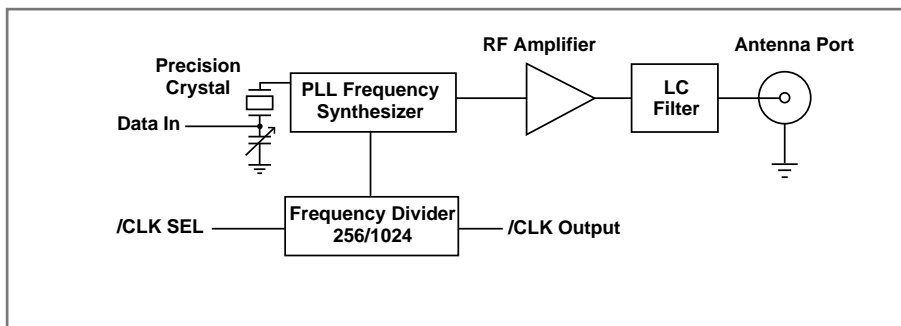 RF Amplifier
Antenna Port
Precision
Crystal
PLL Frequency
Synthesizer
LC
Filter
Data In
/CLK SEL
Frequency Divider
256/1024
/CLK Output